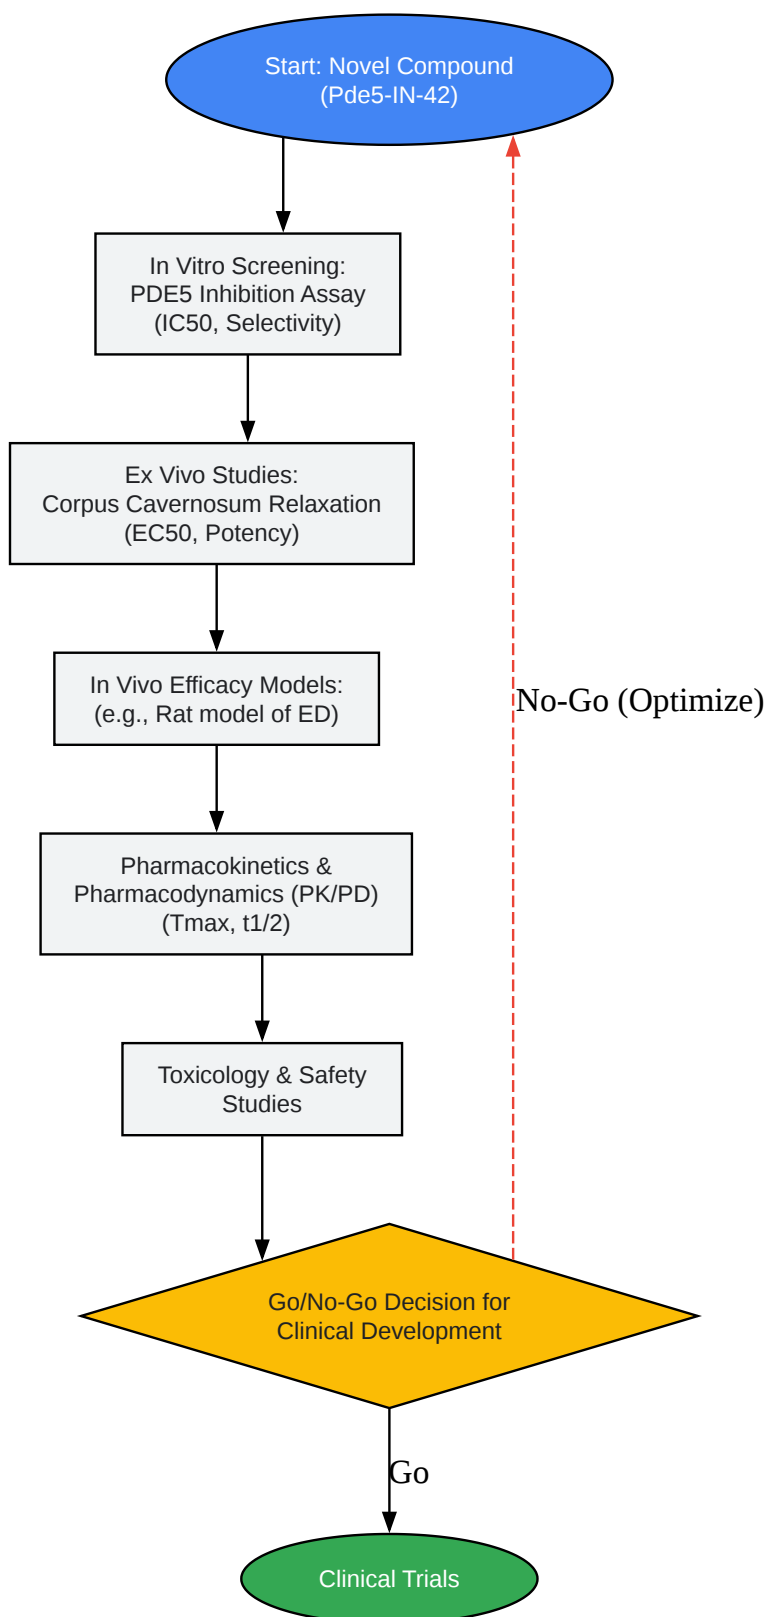 Start: Novel Compound
(Pde5-IN-42)
In Vitro Screening:
PDE5 Inhibition Assay
(IC50, Selectivity)
Ex Vivo Studies:
Corpus Cavernosum Relaxation
(EC50, Potency)
In Vivo Efficacy Models:
(e.g., Rat model of ED)
No-Go (Optimize)
Pharmacokinetics &
Pharmacodynamics (PK/PD)
(Tmax, t1/2)
Toxicology & Safety
Studies
Go/No-Go Decision for
Clinical Development
Go
Clinical Trials